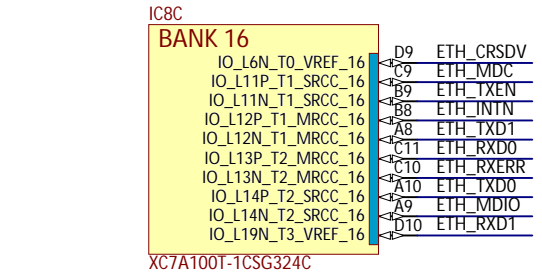 IC8C
BANK 16
IO_L6N_T0_VREF_16 D9 ETH_CRSDV
IO_L11P_T1_SRCC_16 C9 ETH_MDC
IO_L11N_T1_SRCC_16 B9 ETH_TXEN
IO_L12P_T1_MRCC_16 B8 ETH_INTN
IO_L12N_T1_MRCC_16 A8 ETH_TXD1
IO_L13P_T2_MRCC_16 C11 ETH_RXD0
IO_L13N_T2_MRCC_16 C10 ETH_RXERR
IO_L14P_T2_SRCC_16 A10 ETH_TXD0
IO_L14N_T2_SRCC_16 A9 ETH_MDIO
IO_L19N_T3_VREF_16 D10 ETH_RXD1
XC7A100T-1CSG324C